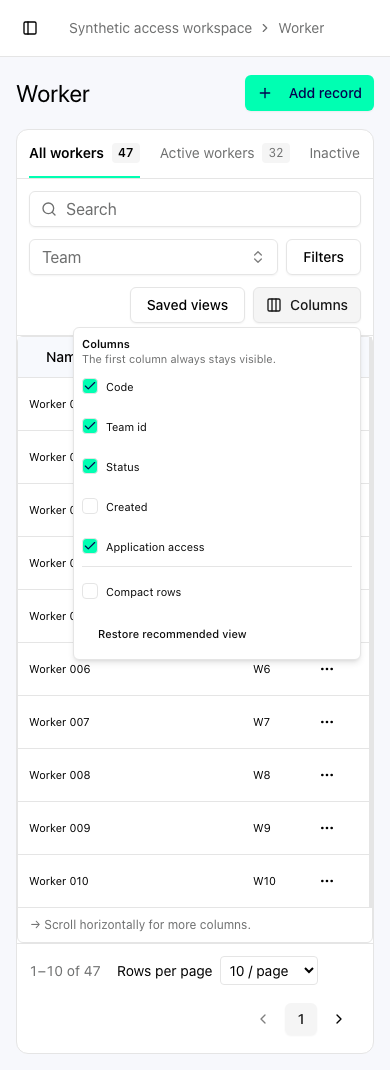 Synthetic access workspace > Worker
Worker
+ Add record
All workers 47 Active workers 32 Inactive
Search
Team
Filters
Saved views
Columns
Columns
The first column always stays visible.
Code
Team id
Status
Created
Application access
Compact rows
Restore recommended view
Worker 006 W6 ...
Worker 007 W7 ...
Worker 008 W8 ...
Worker 009 W9 ...
Worker 010 W10 ...
→ Scroll horizontally for more columns.
1–10 of 47 Rows per page 10 / page
< 1 >